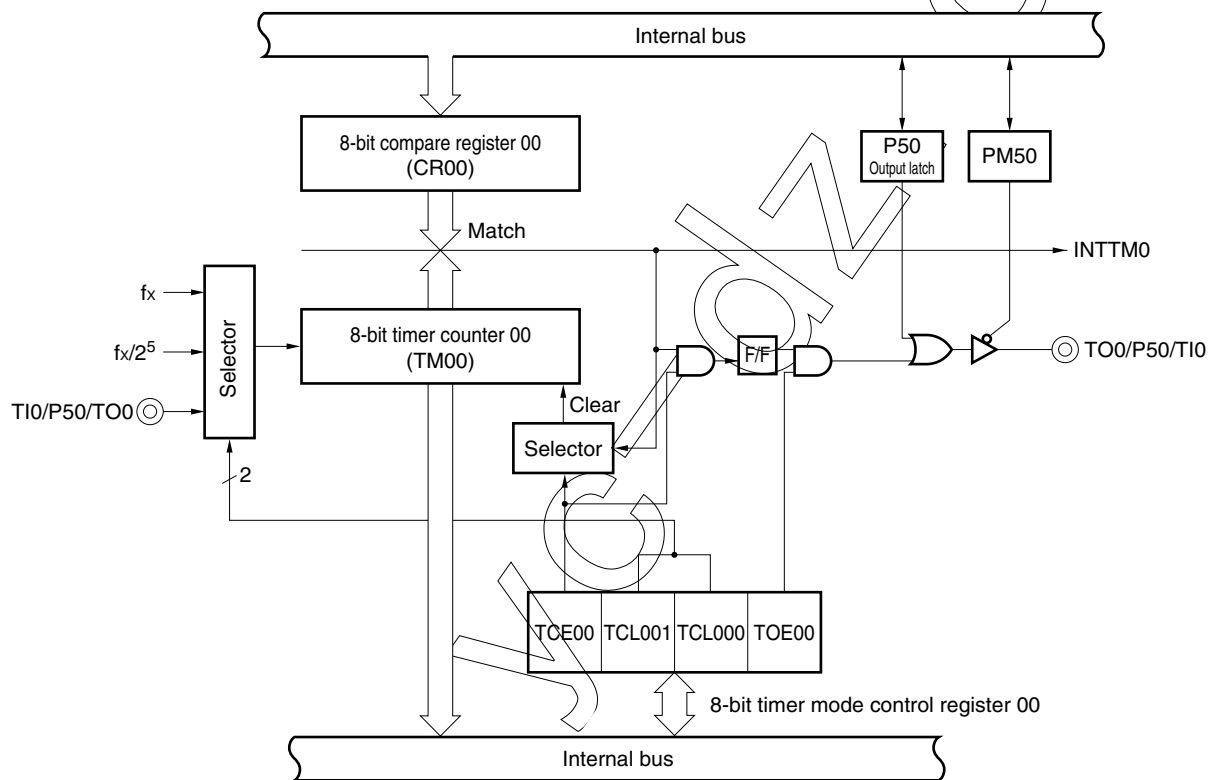 Internal bus
8-bit compare register 00
(CR00)
P50
Output latch
PM50
Match
INTTM0
fX
8-bit timer counter 00
(TM00)
fX/2⁵
Selector
F/F
TO0/P50/TI0
TI0/P50/TO0
Clear
Selector
2
TCE00
TCL001
TCL000
TOE00
8-bit timer mode control register 00
Internal bus